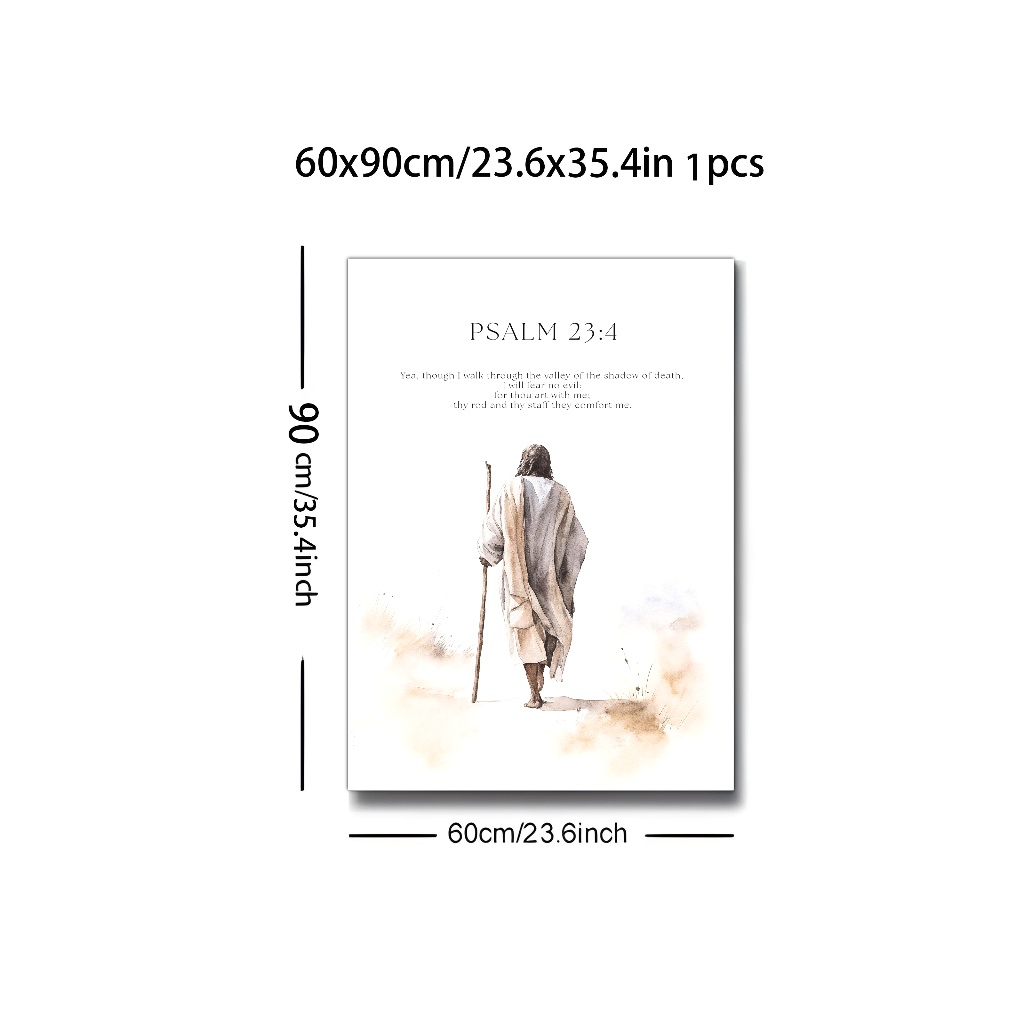 60x90cm/23.6x35.4in 1pcs
PSALM 23:4
Yea, though I walk through the valley of the shadow of death,
I will fear no evil:
for thou art with me;
thy rod and thy staff they comfort me.
90 cm/35.4inch
60cm/23.6inch